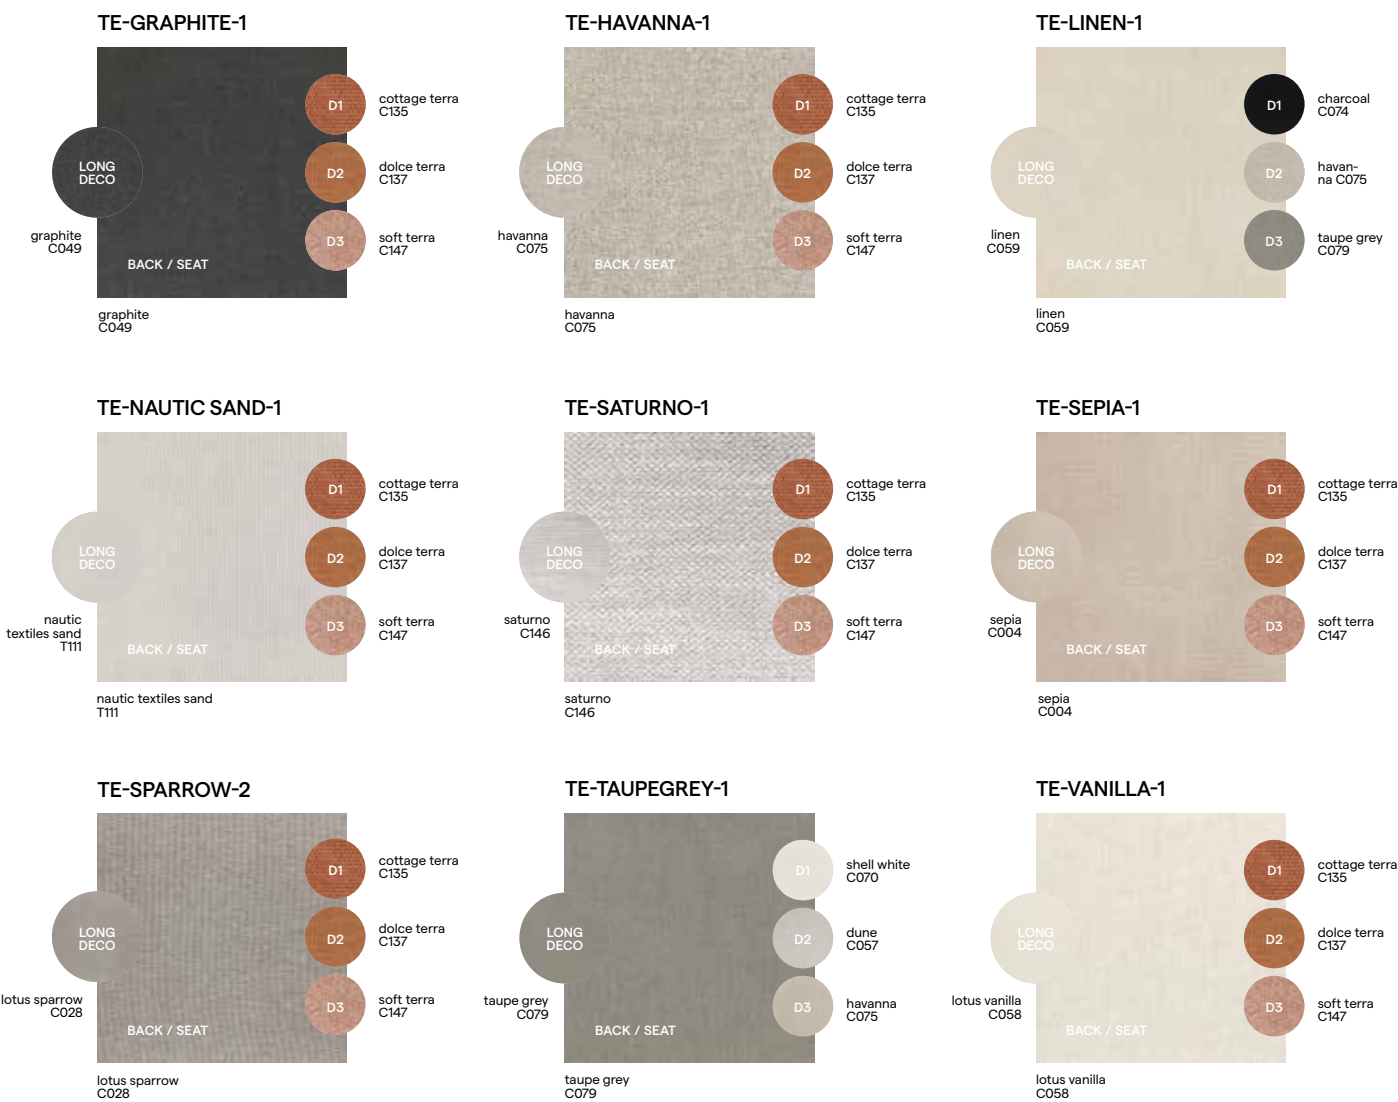 TE-GRAPHITE-1
D1
cottage terra
C135
LONG
DECO
D2
dolce terra
C137
graphite
C049
D3
soft terra
C147
BACK / SEAT
graphite
C049
TE-HAVANNA-1
D1
cottage terra
C135
LONG
DECO
D2
dolce terra
C137
havanna
C075
D3
soft terra
C147
BACK / SEAT
havanna
C075
TE-LINEN-1
D1
charcoal
C074
LONG
DECO
D2
havan-
na C075
linen
C059
D3
taupe grey
C079
BACK / SEAT
linen
C059
TE-NAUTIC SAND-1
D1
cottage terra
C135
LONG
DECO
D2
dolce terra
C137
nautic
textiles sand
T111
D3
soft terra
C147
BACK / SEAT
nautic textiles sand
T111
TE-SATURNO-1
D1
cottage terra
C135
LONG
DECO
D2
dolce terra
C137
saturno
C146
D3
soft terra
C147
BACK / SEAT
saturno
C146
TE-SEPIA-1
D1
cottage terra
C135
LONG
DECO
D2
dolce terra
C137
sepia
C004
D3
soft terra
C147
BACK / SEAT
sepia
C004
TE-SPARROW-2
D1
cottage terra
C135
LONG
DECO
D2
dolce terra
C137
lotus sparrow
C028
D3
soft terra
C147
BACK / SEAT
lotus sparrow
C028
TE-TAUPEGREY-1
D1
shell white
C070
LONG
DECO
D2
dune
C057
taupe grey
C079
D3
havanna
C075
BACK / SEAT
taupe grey
C079
TE-VANILLA-1
D1
cottage terra
C135
LONG
DECO
D2
dolce terra
C137
lotus vanilla
C058
D3
soft terra
C147
BACK / SEAT
lotus vanilla
C058